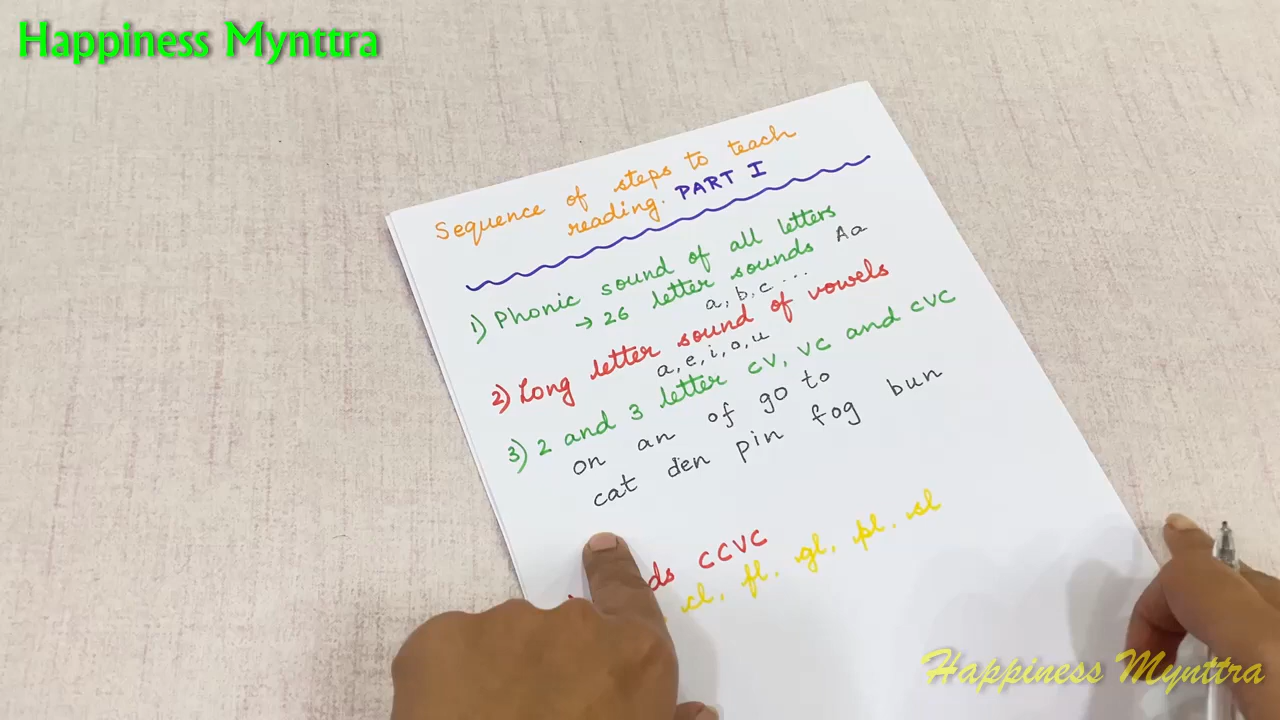 Happiness Mynttra
Sequence of steps to teach
reading. PART I
1) Phonic sound of all letters
→ 26 letter sounds Aa
a, b, c ...
2) Long letter sound of vowels
a, e, i, o, u
3) 2 and 3 letter CV, VC and CVC
on an of go to
cat den pin fog bun
CCVC
cl, fl, gl, pl, sl
Happiness Mynttra